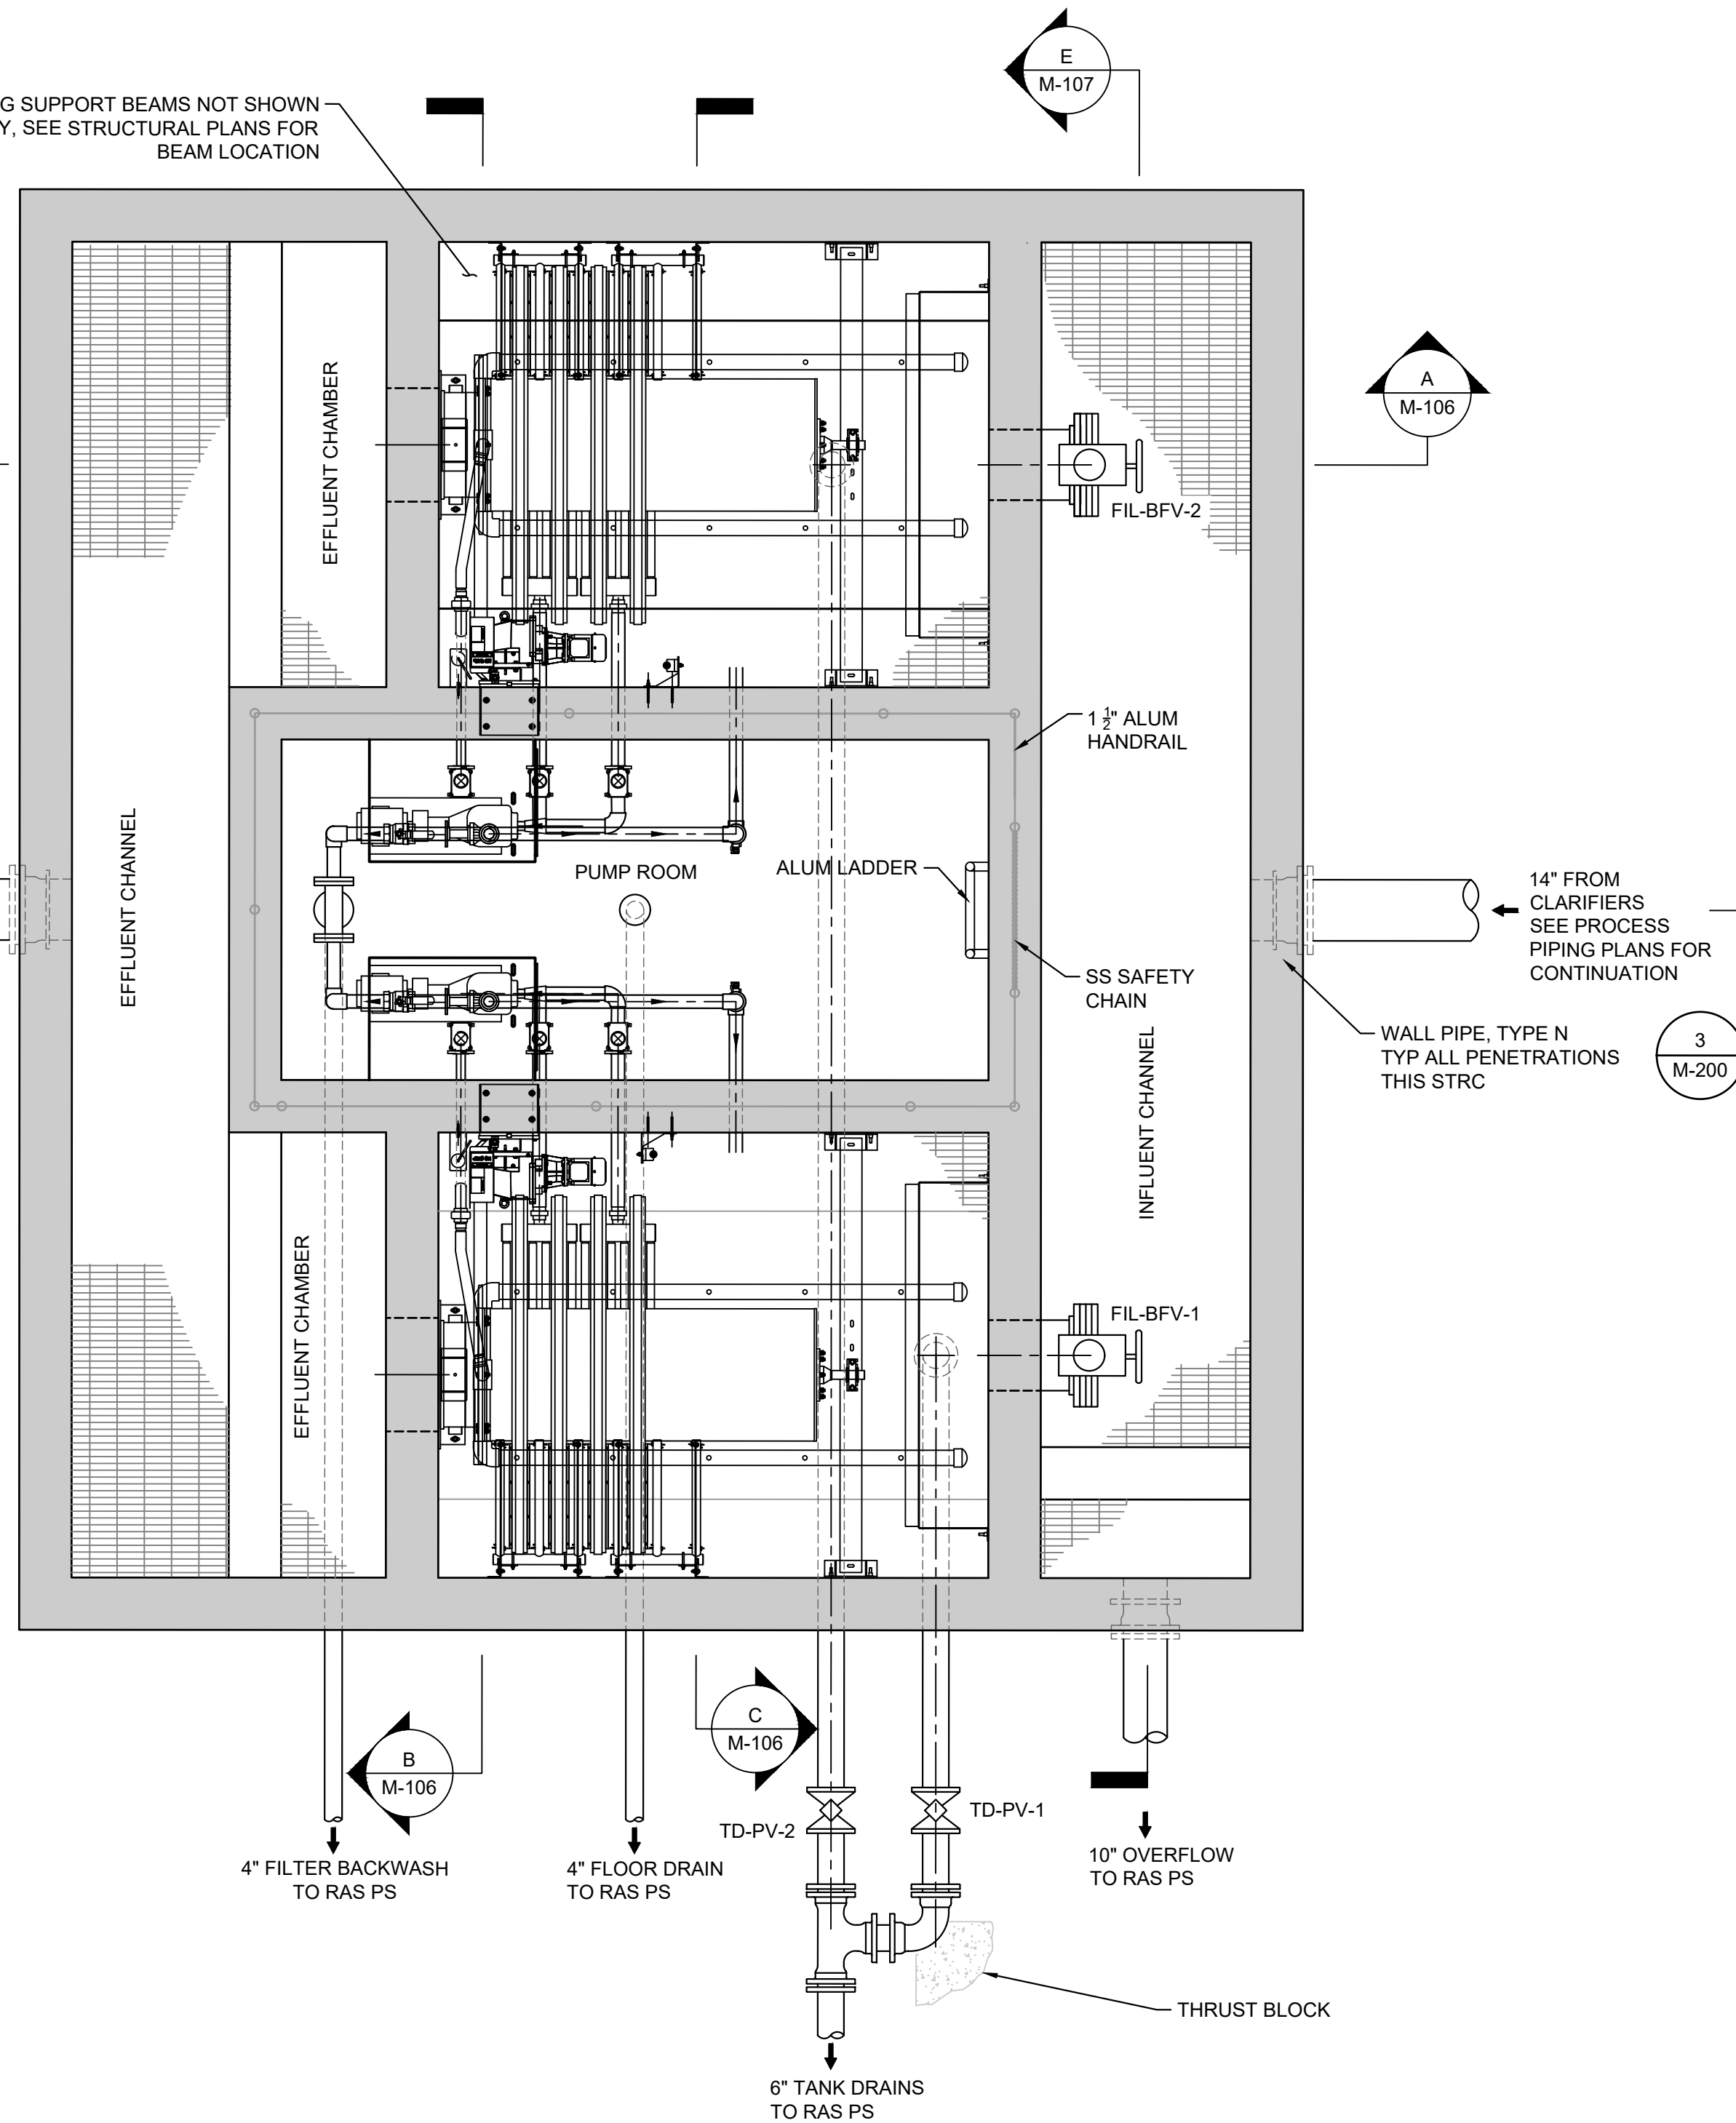 E
M-107
G SUPPORT BEAMS NOT SHOWN
Y, SEE STRUCTURAL PLANS FOR
BEAM LOCATION
A
M-106
EFFLUENT CHAMBER
FIL-BFV-2
1 1/2" ALUM
HANDRAIL
EFFLUENT CHANNEL
PUMP ROOM
ALUM LADDER
14" FROM
CLARIFIERS
SEE PROCESS
PIPING PLANS FOR
CONTINUATION
SS SAFETY
CHAIN
WALL PIPE, TYPE N
TYP ALL PENETRATIONS
THIS STRC
3
M-200
INFLUENT CHANNEL
EFFLUENT CHAMBER
FIL-BFV-1
B
M-106
C
M-106
TD-PV-2
TD-PV-1
4" FILTER BACKWASH
TO RAS PS
4" FLOOR DRAIN
TO RAS PS
10" OVERFLOW
TO RAS PS
THRUST BLOCK
6" TANK DRAINS
TO RAS PS